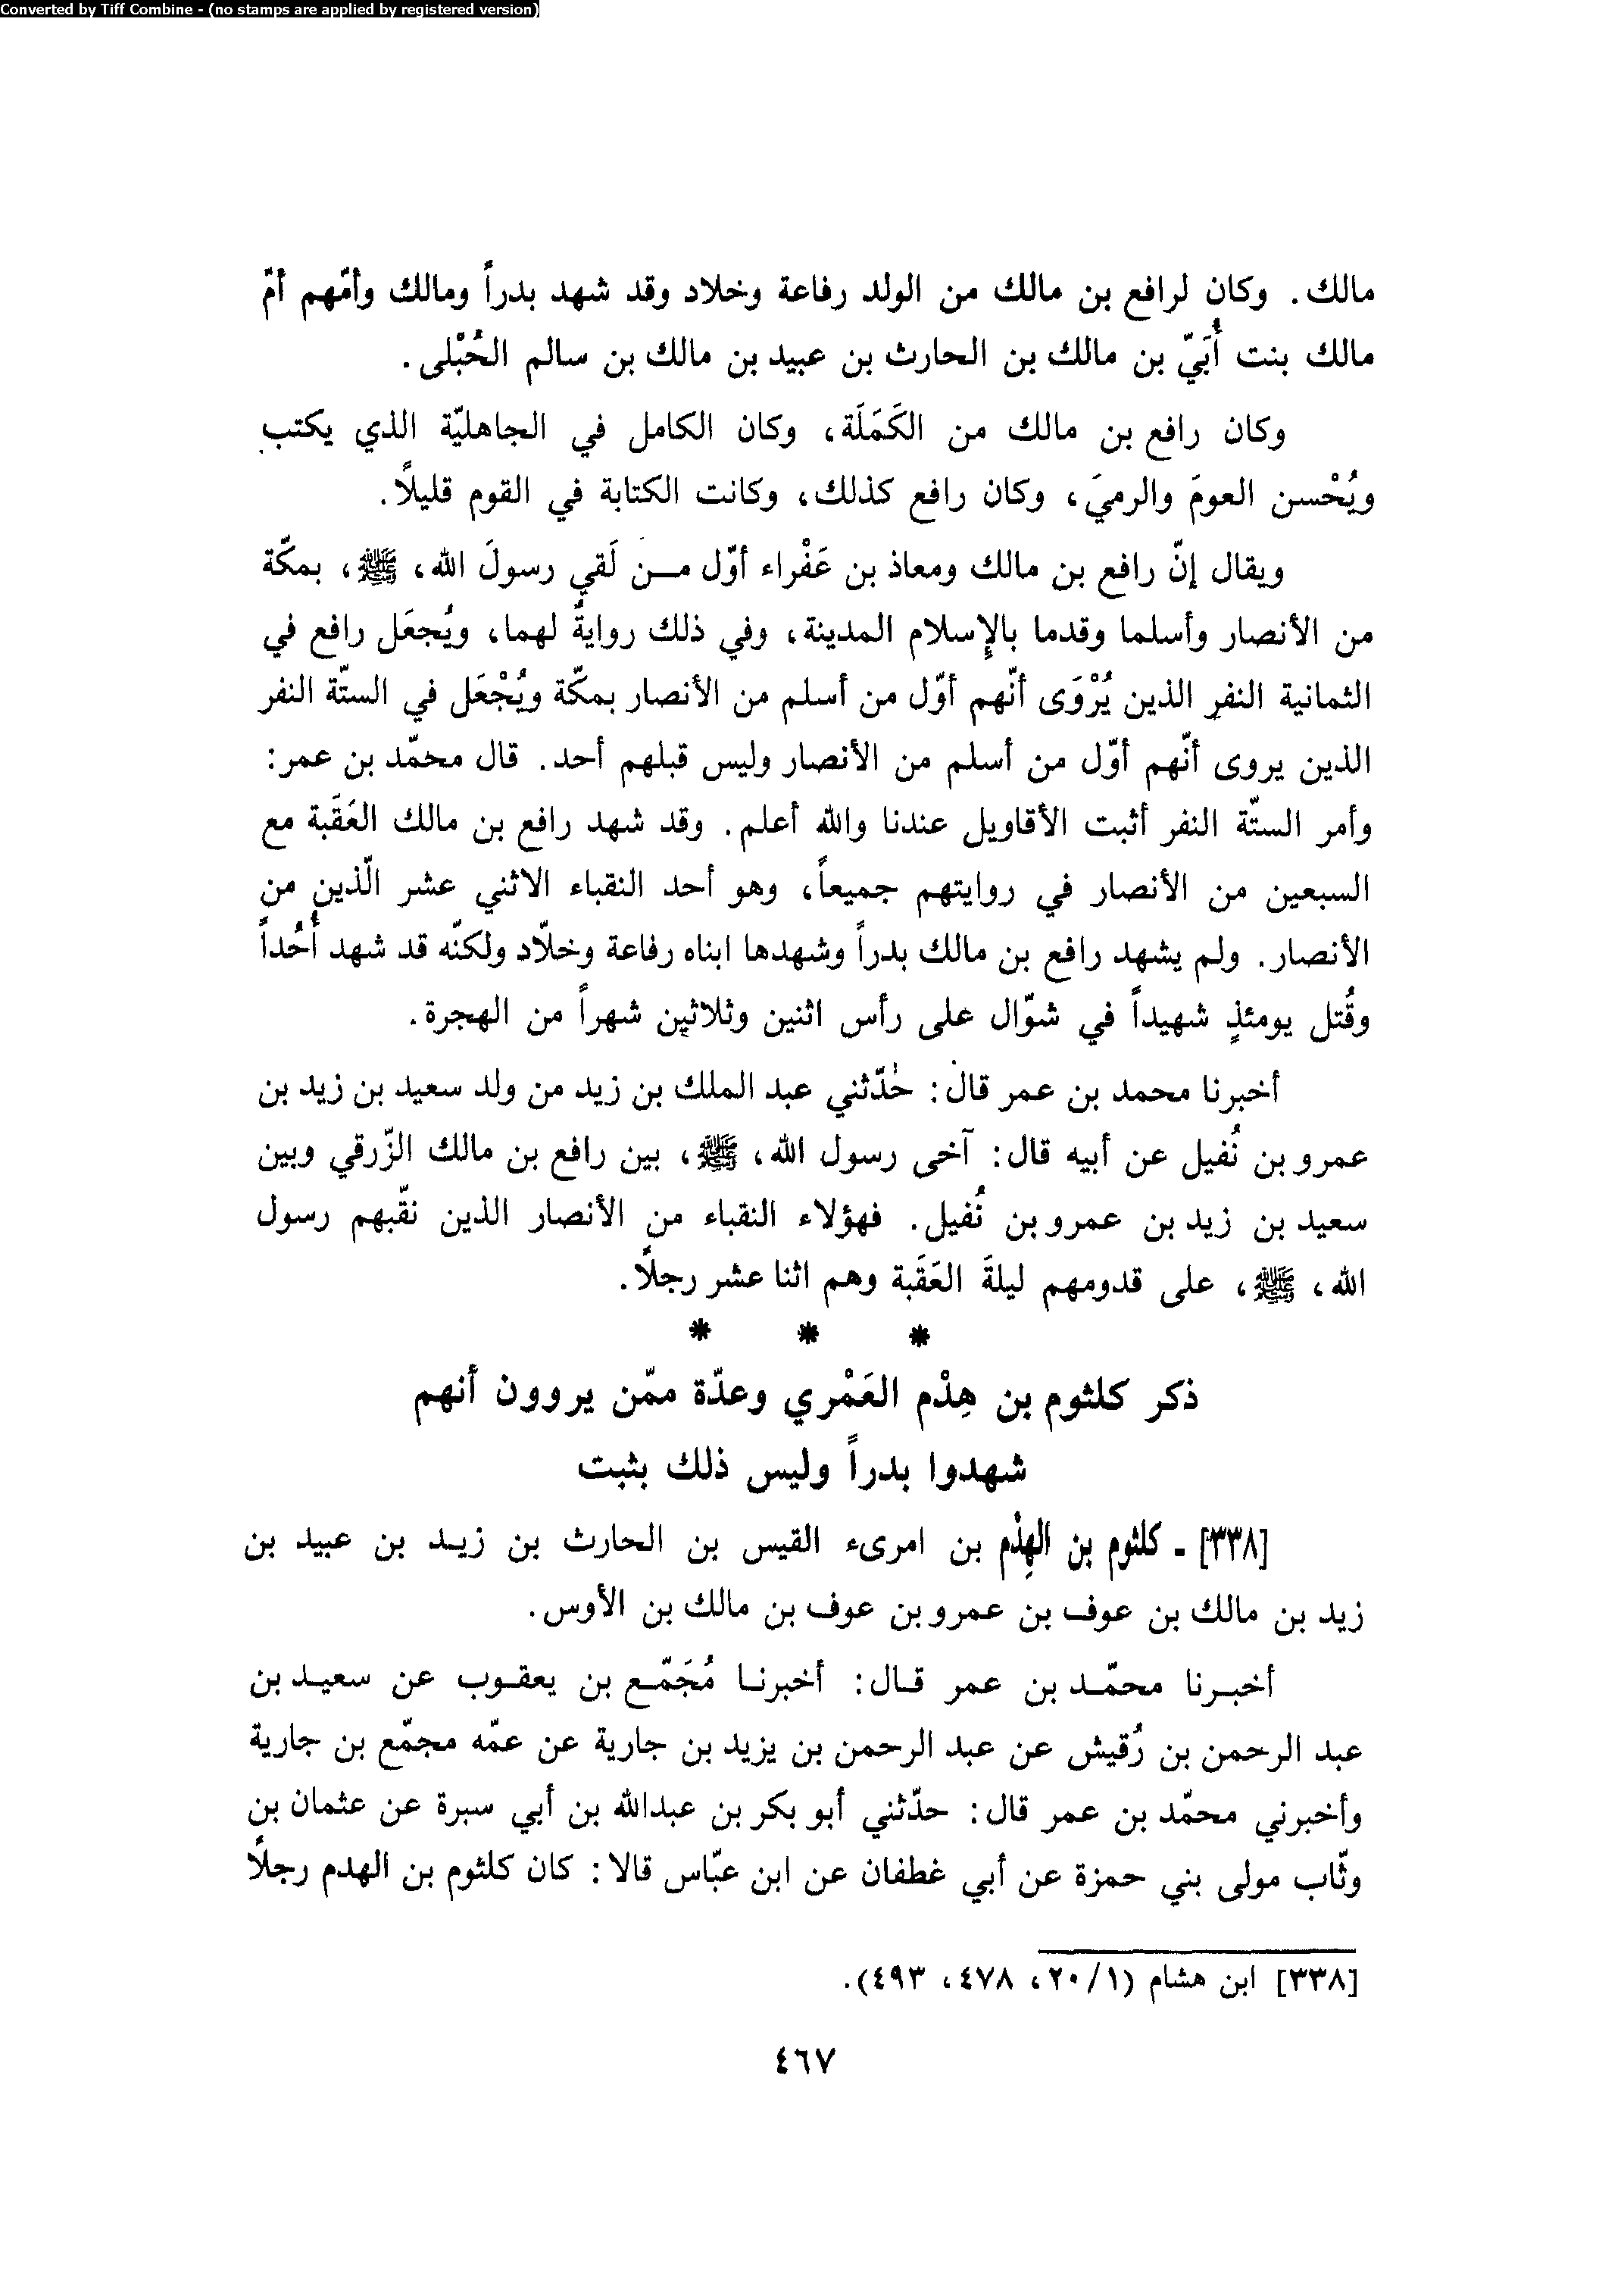 Converted by Tiff Combine - (no stamps are applied by registered version)
مالك. وكان لرافع بن مالك من الولد رفاعة وخلاد وقد شهد بدراً ومالك وأمّهم أمّ
مالك بنت أُبَيّ بن مالك بن الحارث بن عبيد بن مالك بن سالم الحُبْلى.
وكان رافع بن مالك من الكَمَلَة، وكان الكامل في الجاهليّة الذي يكتب
ويُحْسن العومَ والرميَ، وكان رافع كذلك، وكانت الكتابة في القوم قليلاً.
ويقال إنّ رافع بن مالك ومعاذ بن عَفْراء أوّل مـن لَقي رسولَ الله، ﷺ، بمكّة
من الأنصار وأسلما وقدما بالإسلام المدينة، وفي ذلك روايةٌ لهما، ويُجعَل رافع في
الثمانية النفر الذين يُرْوَى أنّهم أوّل من أسلم من الأنصار بمكّة ويُجْعَل في الستّة النفر
الذين يروى أنّهم أوّل من أسلم من الأنصار وليس قبلهم أحد. قال محمّد بن عمر:
وأمر الستّة النفر أثبت الأقاويل عندنا والله أعلم. وقد شهد رافع بن مالك العَقَبة مع
السبعين من الأنصار في روايتهم جميعاً، وهو أحد النقباء الاثني عشر الّذين من
الأنصار. ولم يشهد رافع بن مالك بدراً وشهدها ابناه رفاعة وخلّاد ولكنّه قد شهد أُحُداً
وقُتل يومئذٍ شهيداً في شوّال على رأس اثنين وثلاثين شهراً من الهجرة.
أخبرنا محمد بن عمر قال: حَدّثني عبد الملك بن زيد من ولد سعيد بن زيد بن
عمرو بن نُفيل عن أبيه قال: آخى رسول الله، ﷺ، بين رافع بن مالك الزّرقي وبين
سعيد بن زيد بن عمرو بن نُفيل. فهؤلاء النقباء من الأنصار الذين نقّبهم رسول
الله، ﷺ، على قدومهم ليلةَ العَقَبة وهم اثنا عشر رجلاً.
* * *
ذكر كلثوم بن هِدْم العَمْري وعدّة ممّن يروون أنهم
شهدوا بدراً وليس ذلك بثبت
[٣٣٨] ـ كلثوم بن الهِدْم بن امرىء القيس بن الحارث بن زيـد بن عبيد بن
زيد بن مالك بن عوف بن عمرو بن عوف بن مالك بن الأوس.
أخبـرنا محمّـد بن عمر قـال: أخبرنـا مُجَمّـع بن يعقـوب عن سعيـد بن
عبد الرحمن بن رُقيش عن عبد الرحمن بن يزيد بن جارية عن عمّه مجمّع بن جارية
وأخبرني محمّد بن عمر قال: حدّثني أبو بكر بن عبدالله بن أبي سبرة عن عثمان بن
وثّاب مولى بني حمزة عن أبي غطفان عن ابن عبّاس قالا: كان كلثوم بن الهدم رجلاً
[٣٣٨] ابن هشام (٢٠/١، ٤٧٨، ٤٩٣).
٤٦٧